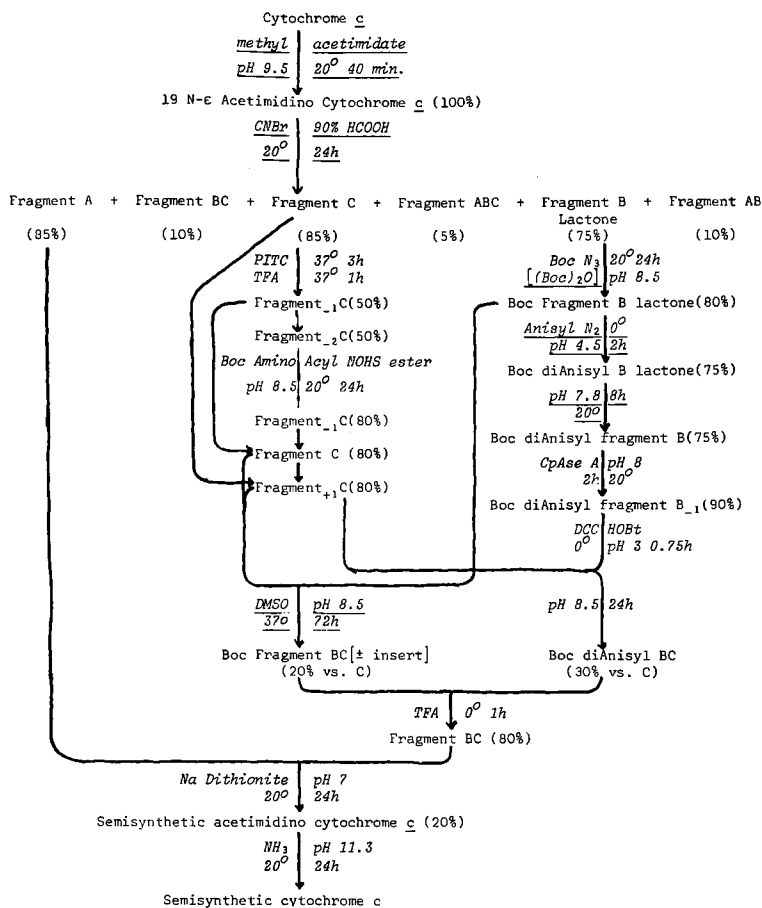 Cytochrome c
methyl acetimidate
pH 9.5 20° 40 min.
19 N-ε Acetimidino Cytochrome c (100%)
CNBr 90% HCOOH
20° 24h
Fragment A + Fragment BC + Fragment C + Fragment ABC + Fragment B + Fragment AB
Lactone
(85%) (10%) (85%) (5%) (75%) (10%)
PITC 37° 3h
TFA 37° 1h
Boc N3 20° 24h
[(Boc)2O] pH 8.5
Fragment-1C(50%)
Boc Fragment B lactone(80%)
Fragment-2C(50%)
Anisyl N2 0°
pH 4.5 2h
Boc Amino Acyl NOHS ester
pH 8.5 20° 24h
Boc diAnisyl B lactone(75%)
pH 7.8 8h
20°
Fragment-1C(80%)
Boc diAnisyl fragment B(75%)
Fragment C (80%)
CpAse A pH 8
2h 20°
Fragment+1C(80%)
Boc diAnisyl fragment B-1(90%)
DCC HOBt
0° pH 3 0.75h
DMSO pH 8.5
37° 72h
pH 8.5 24h
Boc Fragment BC[± insert]
(20% vs. C)
Boc diAnisyl BC
(30% vs. C)
TFA 0° 1h
Fragment BC (80%)
Na Dithionite pH 7
20° 24h
Semisynthetic acetimidino cytochrome c (20%)
NH3 pH 11.3
20° 24h
Semisynthetic cytochrome c